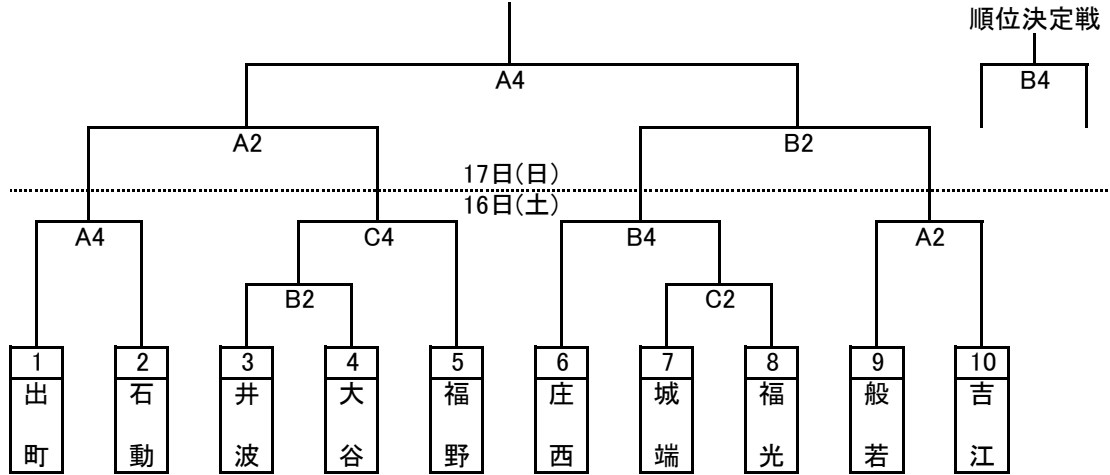 順位決定戦
A4
B4
A2
B2
17日(日)
16日(土)
A4
C4
B4
A2
B2
C2
1
2
3
4
5
6
7
8
9
10
出町
石動
井波
大谷
福野
庄西
城端
福光
般若
吉江